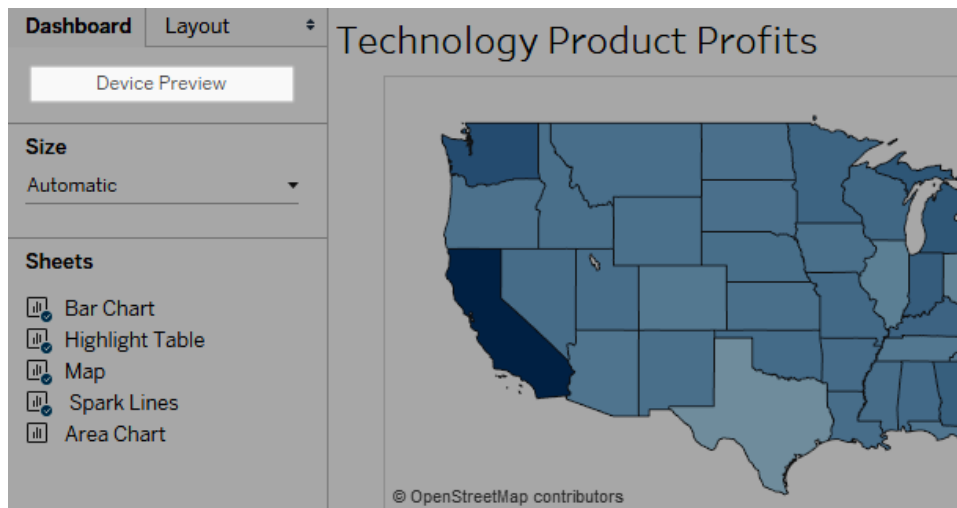 Dashboard
Layout
Device Preview
Size
Automatic
Sheets
Bar Chart
Highlight Table
Map
Spark Lines
Area Chart
Technology Product Profits
© OpenStreetMap contributors